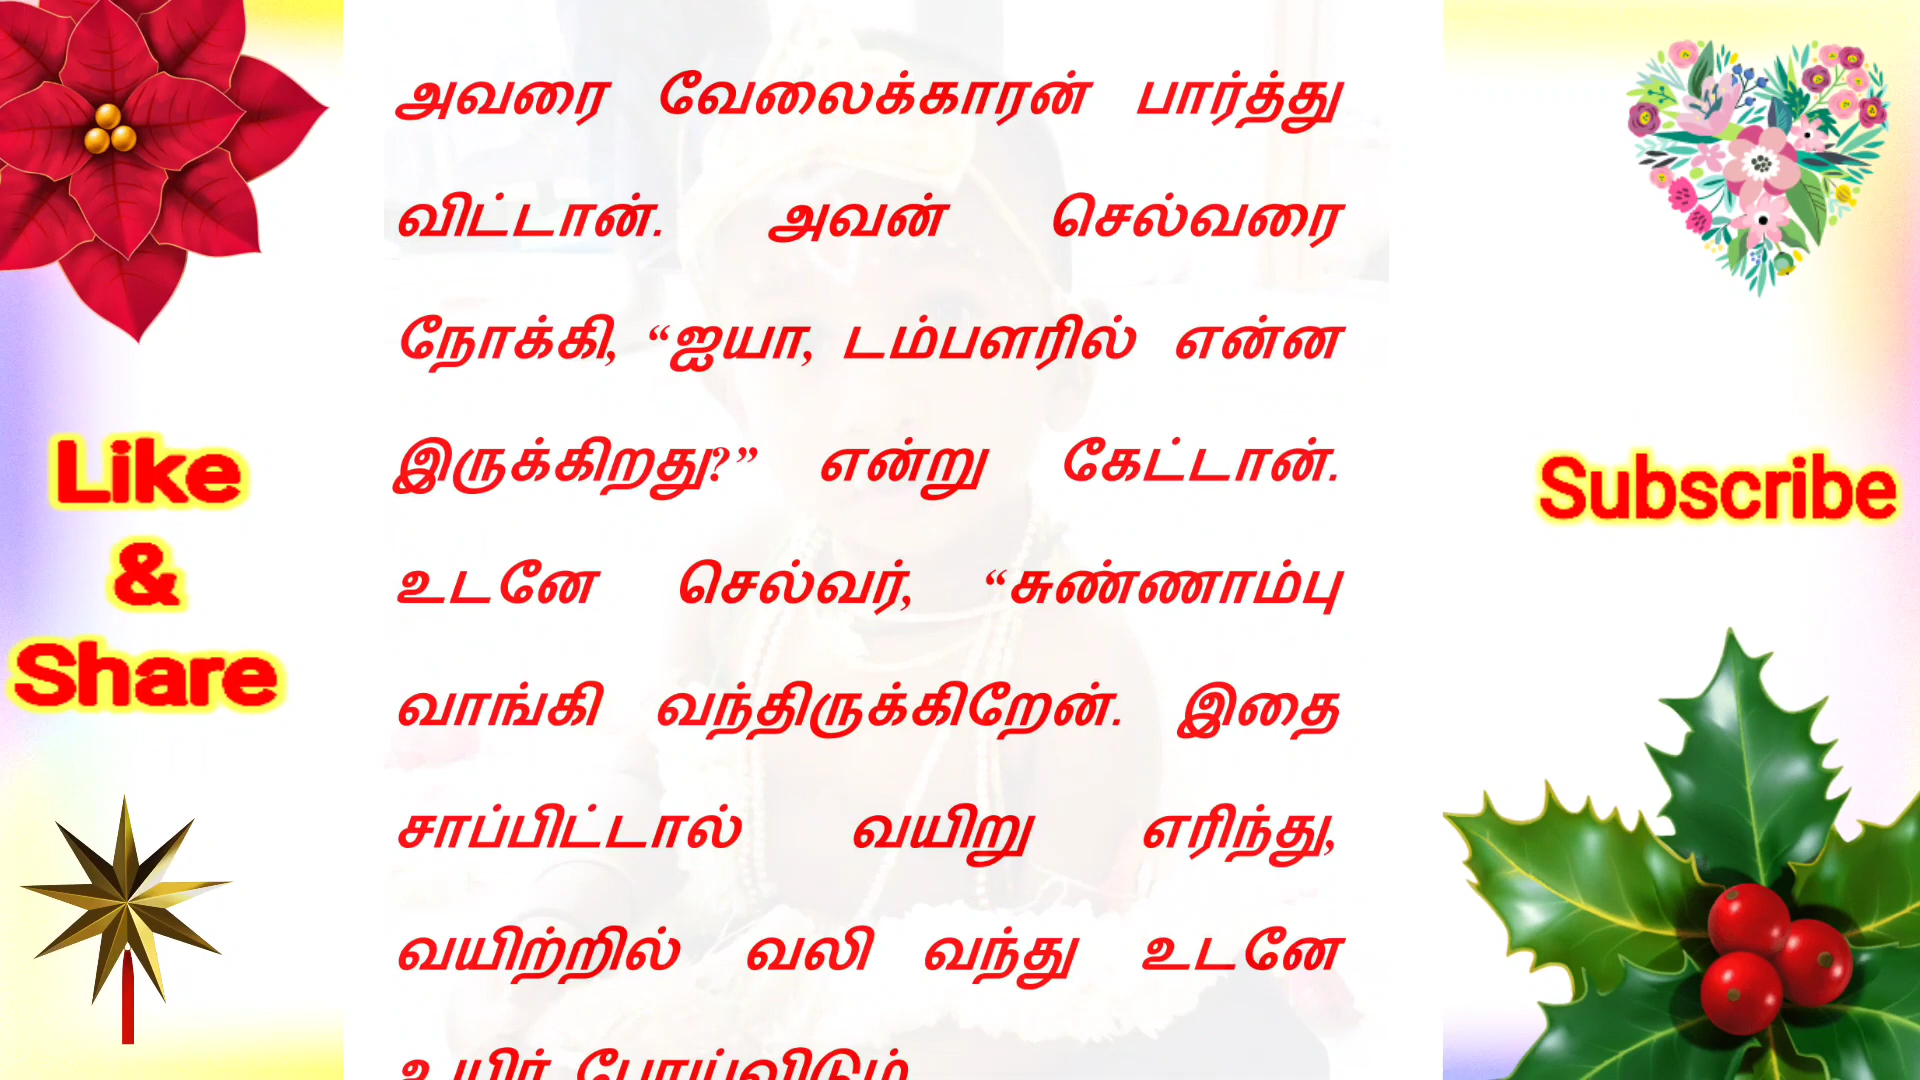 அவரை வேலைக்காரன் பார்த்து
விட்டான். அவன் செல்வரை
நோக்கி, “ஐயா, டம்பளரில் என்ன
இருக்கிறது?” என்று கேட்டான்.
உடனே செல்வர், “சுண்ணாம்பு
வாங்கி வந்திருக்கிறேன். இதை
சாப்பிட்டால் வயிறு எரிந்து,
வயிற்றில் வலி வந்து உடனே
உயிர் போய்விடும்
Like
&
Share
Subscribe